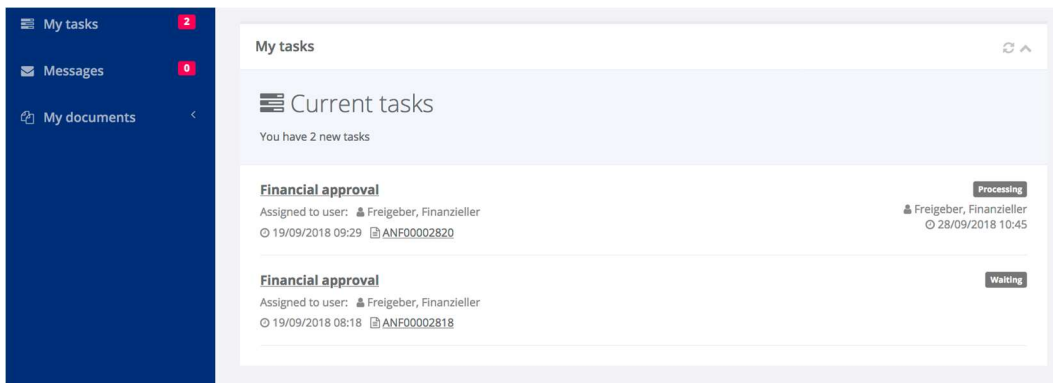 My tasks 2
Messages 0
My documents
My tasks
Current tasks
You have 2 new tasks
Financial approval Processing
Assigned to user: Freigeber, Finanzieller Freigeber, Finanzieller
19/09/2018 09:29 ANF00002820 28/09/2018 10:45
Financial approval Waiting
Assigned to user: Freigeber, Finanzieller
19/09/2018 08:18 ANF00002818